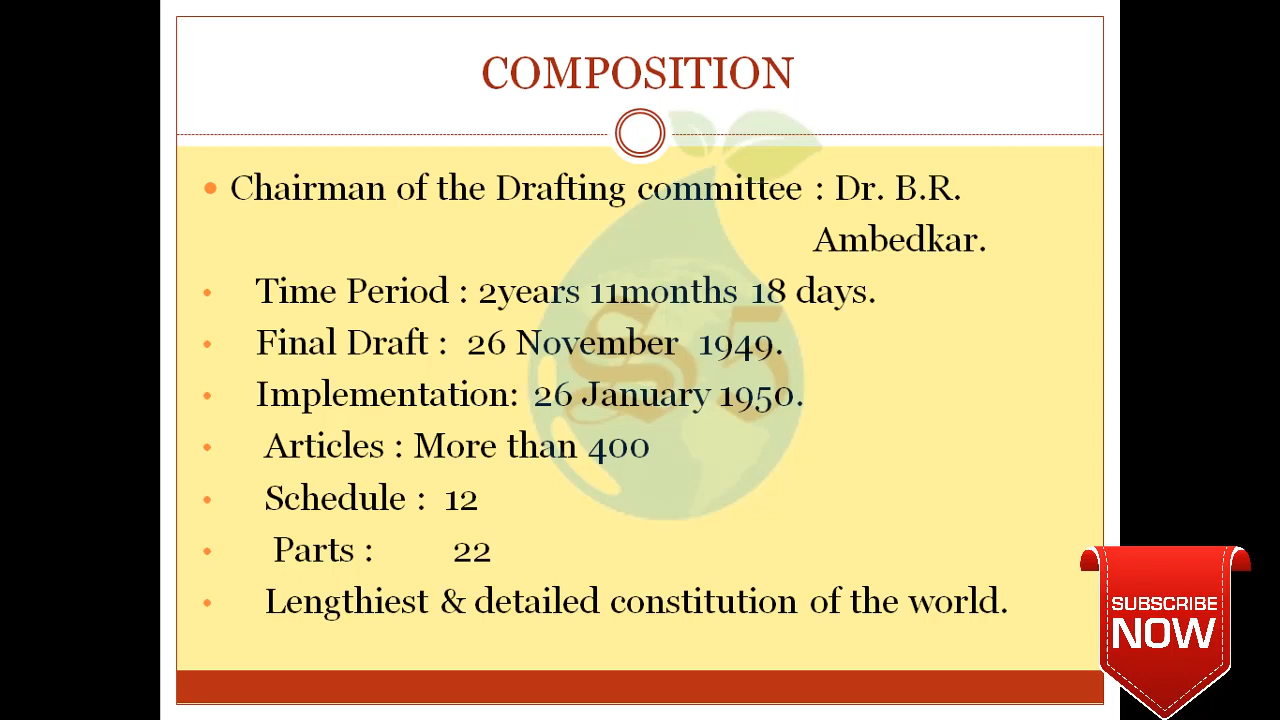 COMPOSITION
• Chairman of the Drafting committee : Dr. B.R.
Ambedkar.
• Time Period : 2years 11months 18 days.
• Final Draft : 26 November 1949.
• Implementation: 26 January 1950.
• Articles : More than 400
• Schedule : 12
• Parts : 22
• Lengthiest & detailed constitution of the world.
S5
SUBSCRIBE
NOW